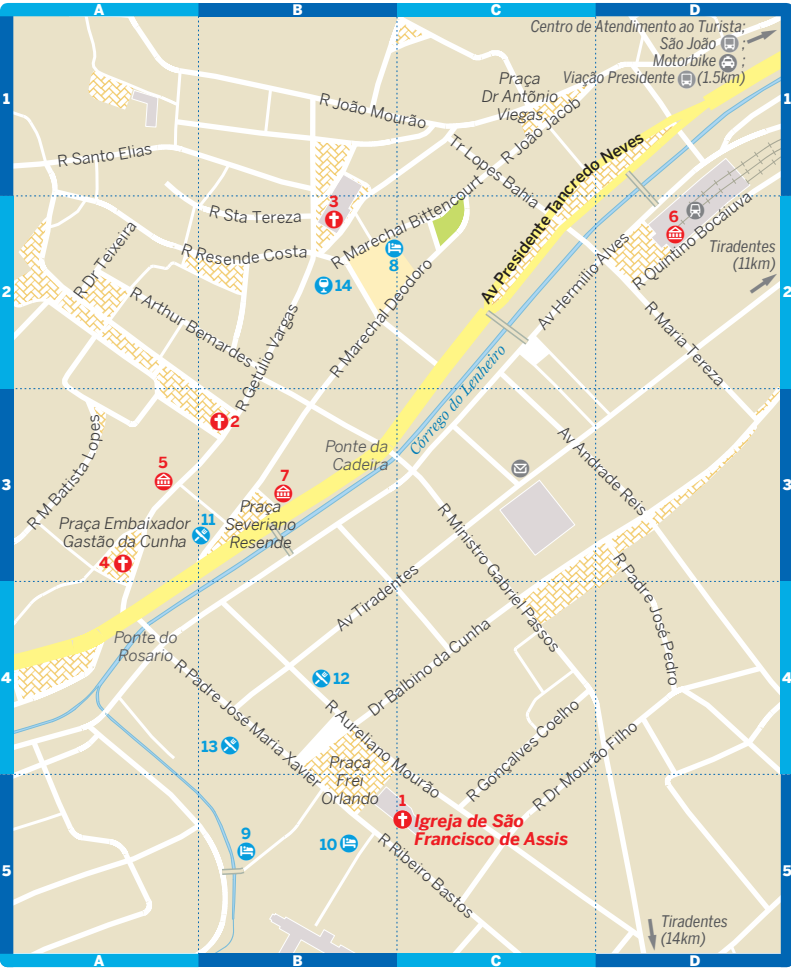 A
B
C
D
Centro de Atendimento ao Turista;
São João ;
Motorbike ;
Viação Presidente (1.5km)
1
1
Praça
Dr Antônio
Viegas
R João Mourão
R João Jacob
R Santo Elias
Tr Lopes Bahia
Av Presidente Tancredo Neves
3
R Sta Tereza
R Marechal Bittencourt
6
R Quintino Bocaiúva
Tiradentes
(11km)
R Dr Teixeira
R Resende Costa
8
Av Hermílio Alves
2
2
14
R Arthur Bernardes
R Getúlio Vargas
R Marechal Deodoro
R Maria Tereza
Córrego do Lenheiro
2
R M Batista Lopes
Ponte da
Cadeira
Av Andrade Reis
5
7
3
3
Praça Embaixador
Gastão da Cunha
11
Praça
Severiano
Resende
R Ministro Gabriel Passos
4
R Padre José Pedro
Av Tiradentes
Ponte do
Rosario
Dr Balbino da Cunha
4
4
12
R Padre José Maria Xavier
R Aureliano Mourão
R Gonçalves Coelho
R Dr Mourão Filho
13
Praça
Frei
Orlando
1
Igreja de São
Francisco de Assis
9
10
R Ribeiro Bastos
5
5
Tiradentes
(14km)
A
B
C
D